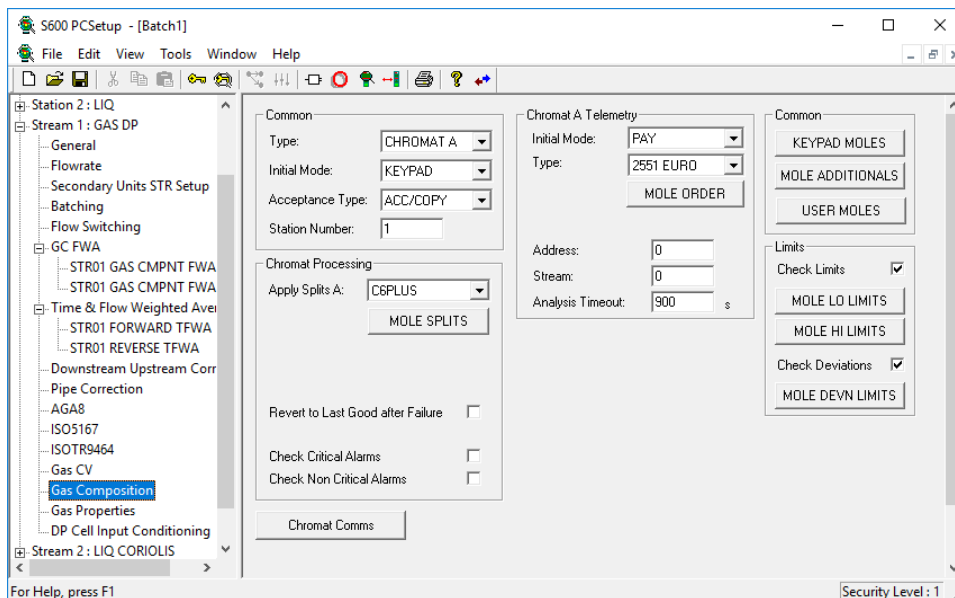 S600 PCSetup - [Batch1]
File Edit View Tools Window Help
Station 2 : LIQ
Stream 1 : GAS DP
General
Flowrate
Secondary Units STR Setup
Batching
Flow Switching
GC FWA
STR01 GAS CMPNT FWA
STR01 GAS CMPNT FWA
Time & Flow Weighted Aver
STR01 FORWARD TFWA
STR01 REVERSE TFWA
Downstream Upstream Corr
Pipe Correction
AGA8
ISO5167
ISOTR9464
Gas CV
Gas Composition
Gas Properties
DP Cell Input Conditioning
Stream 2 : LIQ CORIOLIS
Common
Type: CHROMAT A
Initial Mode: KEYPAD
Acceptance Type: ACC/COPY
Station Number: 1
Chromat Processing
Apply Splits A: C6PLUS
MOLE SPLITS
Revert to Last Good after Failure
Check Critical Alarms
Check Non Critical Alarms
Chromat Comms
Chromat A Telemetry
Initial Mode: PAY
Type: 2551 EURO
MOLE ORDER
Address: 0
Stream: 0
Analysis Timeout: 900 s
Common
KEYPAD MOLES
MOLE ADDITIONALS
USER MOLES
Limits
Check Limits
MOLE LO LIMITS
MOLE HI LIMITS
Check Deviations
MOLE DEVN LIMITS
For Help, press F1
Security Level : 1